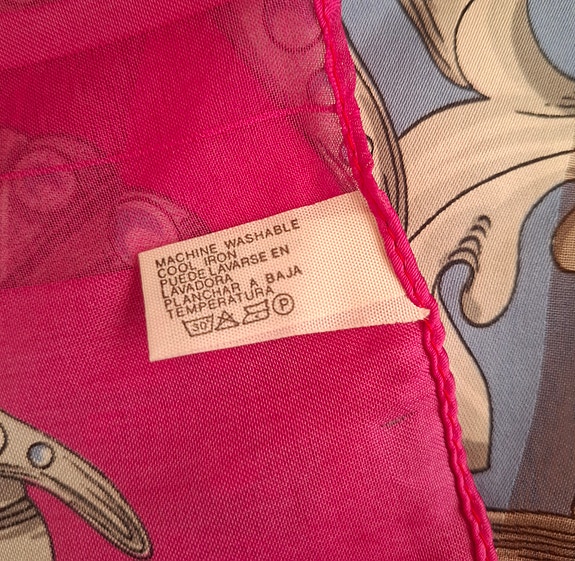 MACHINE WASHABLE
COOL IRON
PUEDE LAVARSE EN
LAVADORA
PLANCHAR A BAJA
TEMPERATURA
30° P